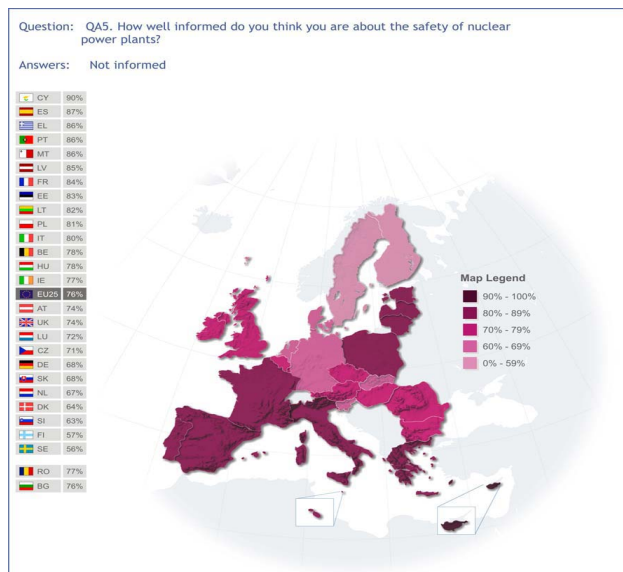 Question: QA5. How well informed do you think you are about the safety of nuclear
power plants?
Answers: Not informed
CY 90%
ES 87%
EL 86%
PT 86%
MT 86%
LV 85%
FR 84%
EE 83%
LT 82%
PL 81%
IT 80%
BE 78%
HU 78%
IE 77%
EU25 76%
AT 74%
UK 74%
LU 72%
CZ 71%
DE 68%
SK 68%
NL 67%
DK 64%
SI 63%
FI 57%
SE 56%
RO 77%
BG 76%
Map Legend
90% - 100%
80% - 89%
70% - 79%
60% - 69%
0% - 59%